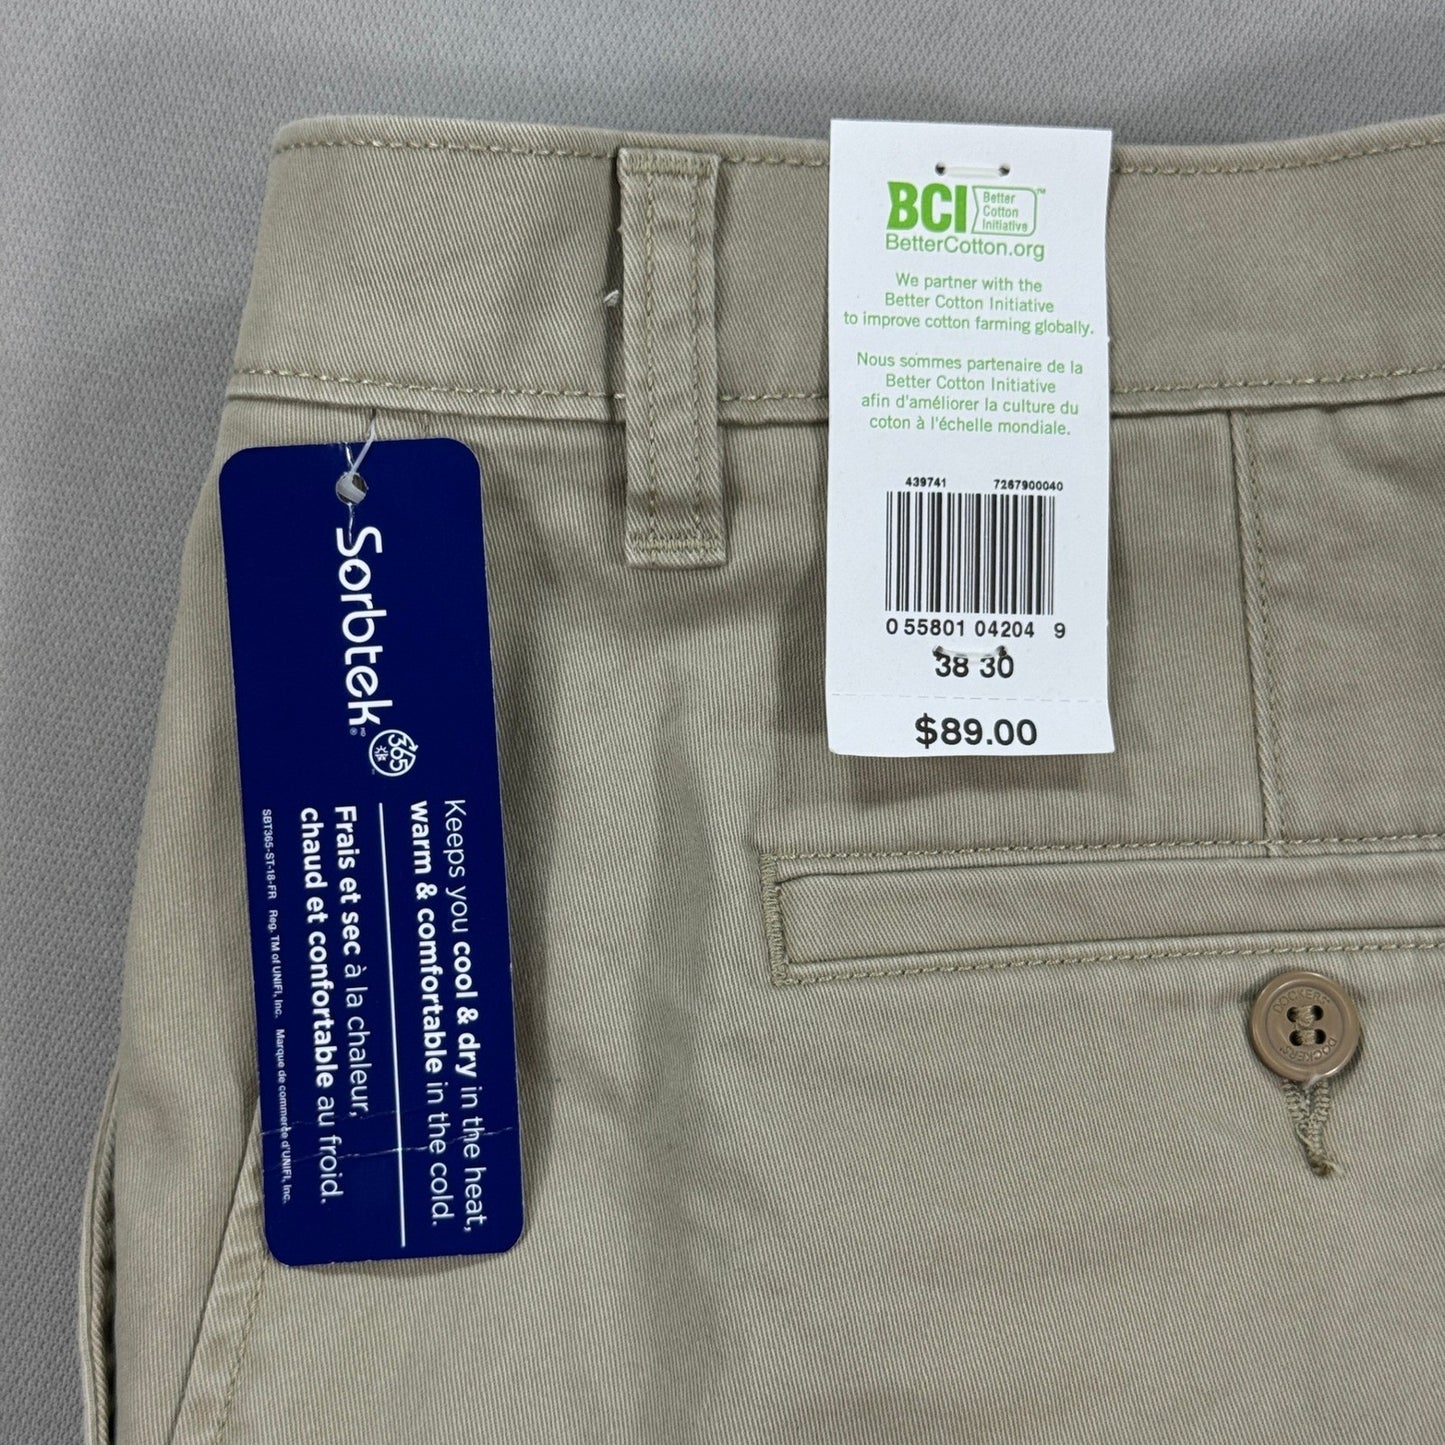 BCI Better
Cotton
Initiative™
BetterCotton.org
We partner with the
Better Cotton Initiative
to improve cotton farming globally.
Nous sommes partenaire de la
Better Cotton Initiative
afin d'améliorer la culture du
coton à l'échelle mondiale.
439741 7267900040
0 55801 04204 9
38 30
$89.00
Sorbtek®
MD
365™
Keeps you cool & dry in the heat,
warm & comfortable in the cold.
Frais et sec à la chaleur,
chaud et confortable au froid.
SBT365-ST-18-FR Reg. TM of UNIFI, Inc. Marque de commerce d'UNIFI, Inc.
DOCKERS®
DOCKERS®